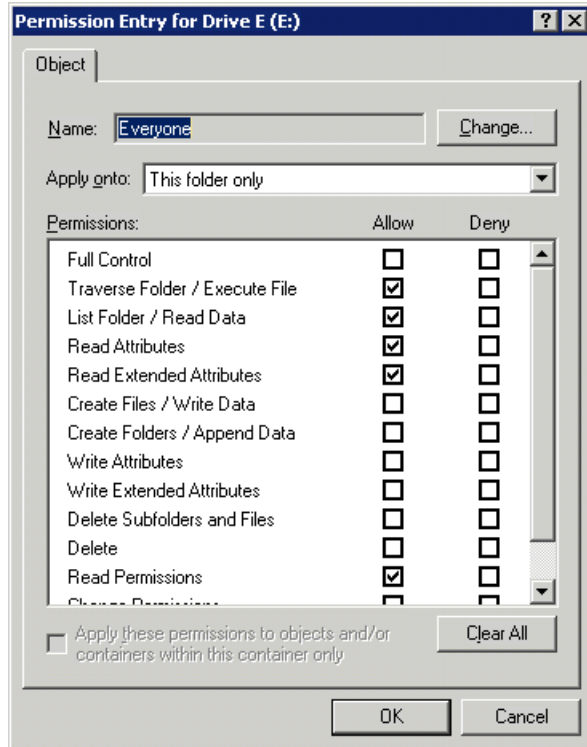 Permission Entry for Drive E (E:)
Object
Name: Everyone Change...
Apply onto: This folder only
Permissions: Allow Deny
Full Control
Traverse Folder / Execute File
List Folder / Read Data
Read Attributes
Read Extended Attributes
Create Files / Write Data
Create Folders / Append Data
Write Attributes
Write Extended Attributes
Delete Subfolders and Files
Delete
Read Permissions
Change Permissions
Apply these permissions to objects and/or
containers within this container only
Clear All
OK Cancel